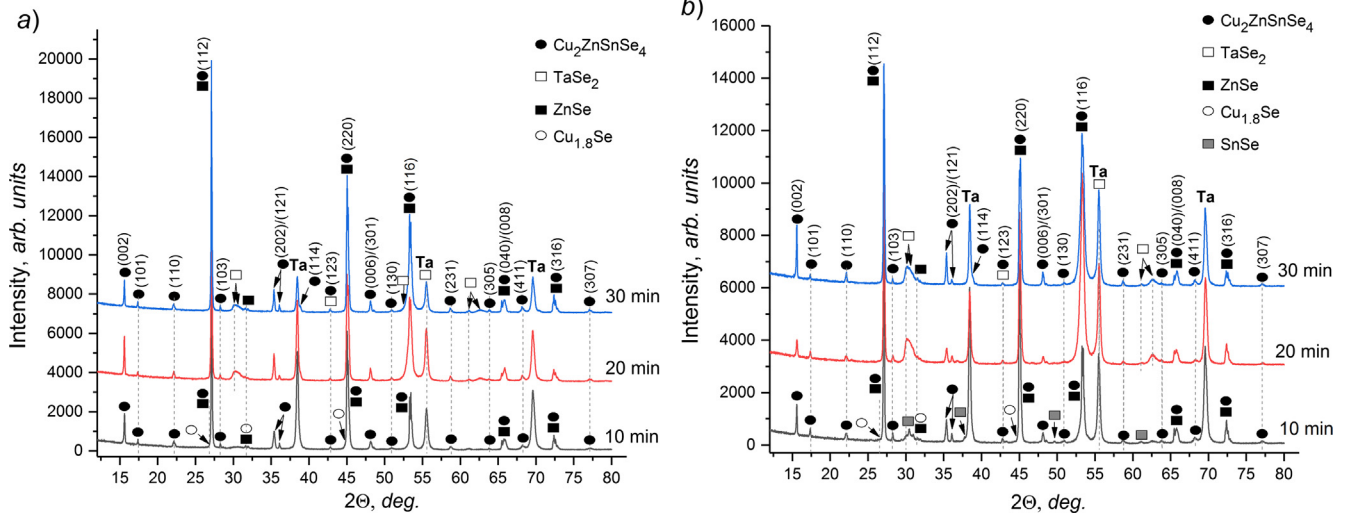 a)
Cu2ZnSnSe4
TaSe2
ZnSe
Cu1.8Se
Intensity, arb. units
20000
18000
16000
14000
12000
10000
8000
6000
4000
2000
0
(002)
(101)
(110)
(112)
(103)
(202)/(121)
Ta
(114)
(123)
(220)
(006)/(301)
(130)
(116)
Ta
(231)
(305)
(040)/(008)
(411)
Ta
(316)
(307)
30 min
20 min
10 min
15 20 25 30 35 40 45 50 55 60 65 70 75 80
2Θ, deg.
b)
Cu2ZnSnSe4
TaSe2
ZnSe
Cu1.8Se
SnSe
Intensity, arb. units
16000
14000
12000
10000
8000
6000
4000
2000
0
(002)
(101)
(110)
(112)
(103)
(202)/(121)
Ta
(114)
(123)
(220)
(006)/(301)
(130)
(116)
Ta
(231)
(305)
(040)/(008)
(411)
Ta
(316)
(307)
30 min
20 min
10 min
15 20 25 30 35 40 45 50 55 60 65 70 75 80
2Θ, deg.